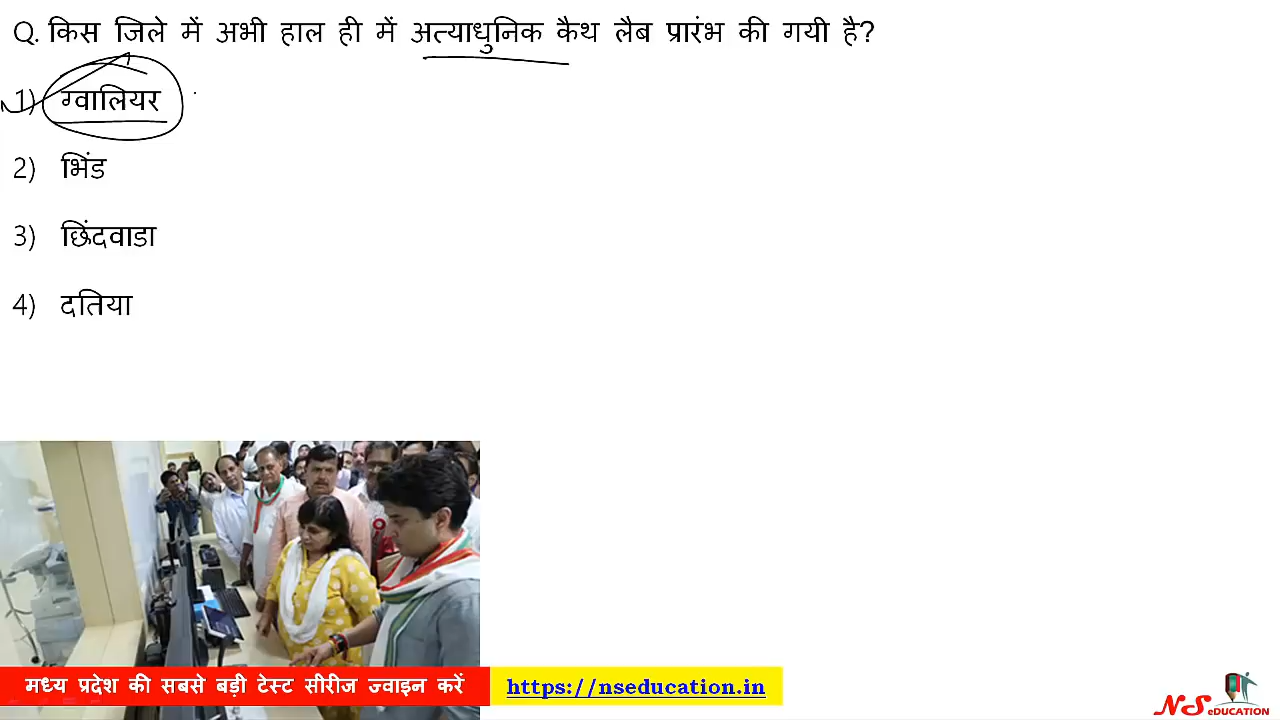 Q. किस जिले में अभी हाल ही में अत्याधुनिक कैथ लैब प्रारंभ की गयी है?
1) ग्वालियर
2) भिंड
3) छिंदवाडा
4) दतिया
मध्य प्रदेश की सबसे बड़ी टेस्ट सीरीज ज्वाइन करें
https://nseducation.in
NS eDUCATION